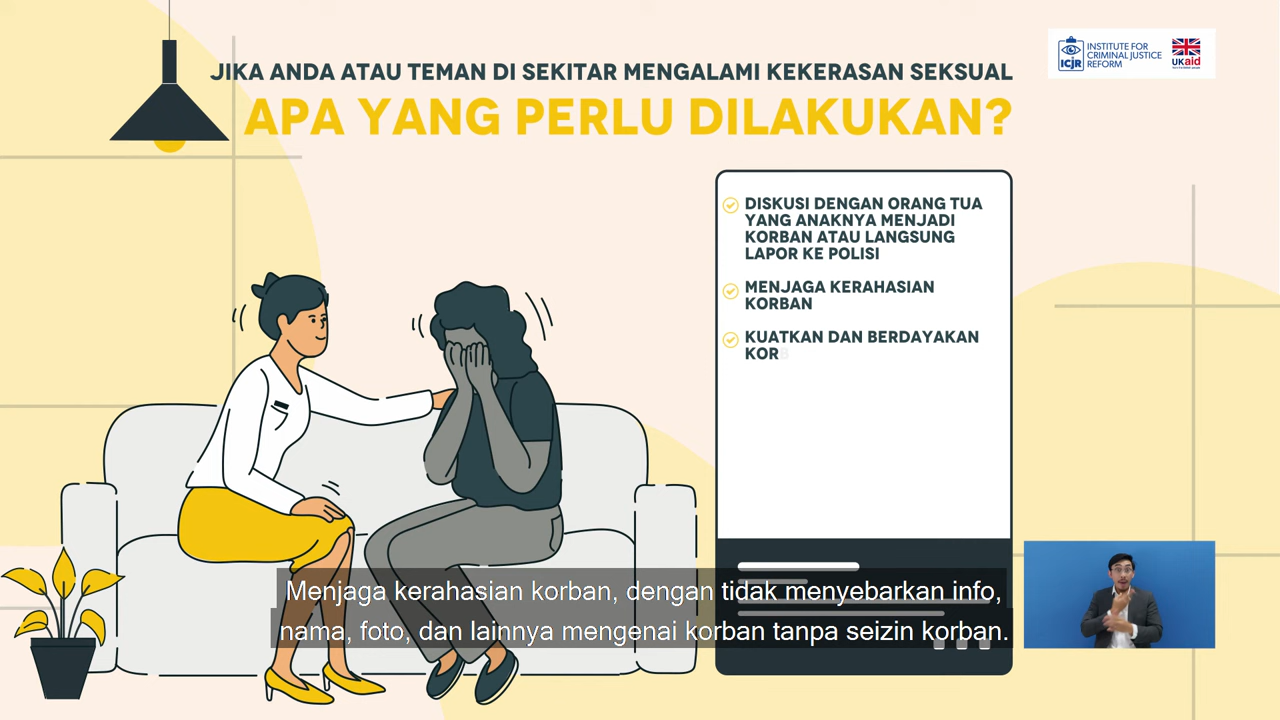 JIKA ANDA ATAU TEMAN DI SEKITAR MENGALAMI KEKERASAN SEKSUAL
APA YANG PERLU DILAKUKAN?
ICJR
INSTITUTE FOR
CRIMINAL JUSTICE
REFORM
UKaid
DISKUSI DENGAN ORANG TUA
YANG ANAKNYA MENJADI
KORBAN ATAU LANGSUNG
LAPOR KE POLISI
MENJAGA KERAHASIAN
KORBAN
KUATKAN DAN BERDAYAKAN
KORB
Menjaga kerahasian korban, dengan tidak menyebarkan info,
nama, foto, dan lainnya mengenai korban tanpa seizin korban.